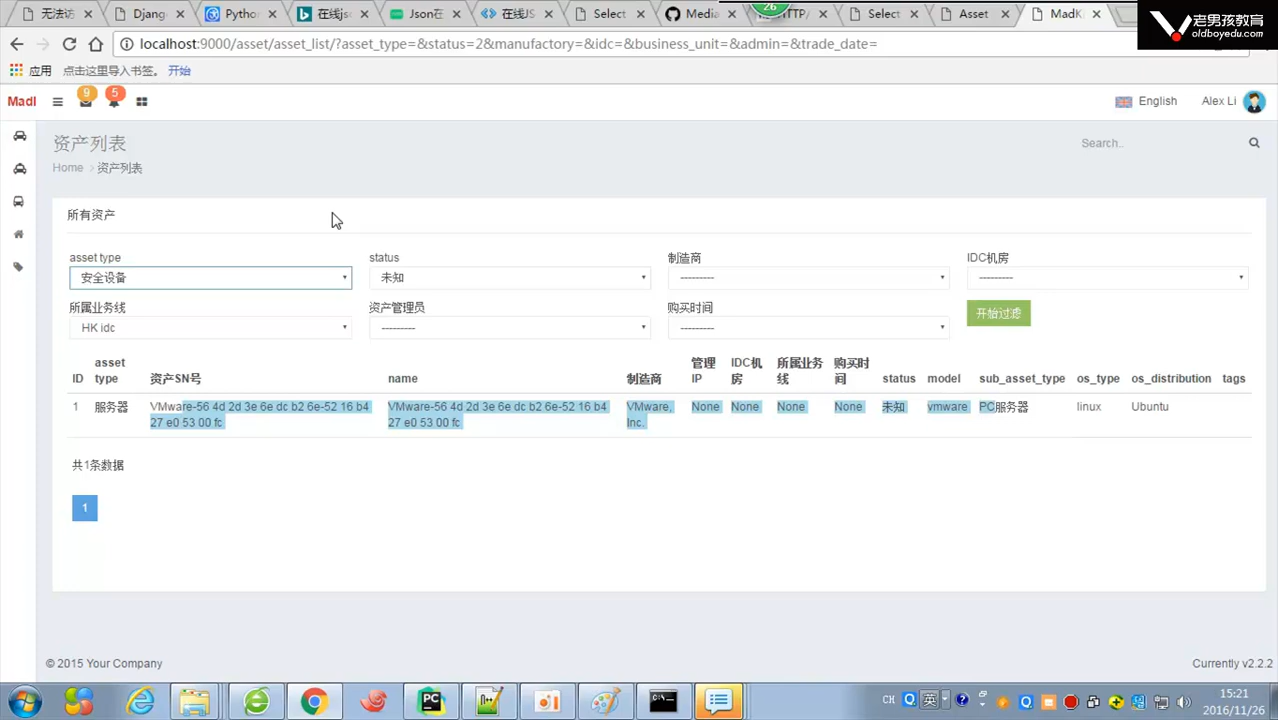 无法访
Djang
Python
在线js
Json在
在线JS
Select
Media
26
HTTP/
Select
Asset
MadK
老男孩教育
oldboyedu.com
localhost:9000/asset/asset_list/?asset_type=&status=2&manufactory=&idc=&business_unit=&admin=&trade_date=
应用 点击这里导入书签。 开始
Madl 9 5 English Alex Li
资产列表 Search..
Home > 资产列表
所有资产
asset type status 制造商 IDC机房
安全设备 未知 --------- ---------
所属业务线 资产管理员 购买时间 开始过滤
HK idc --------- ---------
ID asset type 资产SN号 name 制造商 管理IP IDC机房 所属业务线 购买时间 status model sub_asset_type os_type os_distribution tags
1 服务器 VMware-56 4d 2d 3e 6e dc b2 6e-52 16 b4 27 e0 53 00 fc VMware-56 4d 2d 3e 6e dc b2 6e-52 16 b4 27 e0 53 00 fc VMware, Inc. None None None None 未知 vmware PC服务器 linux Ubuntu
共1条数据
1
© 2015 Your Company Currently v2.2.2
CH 英 15:21
2016/11/26